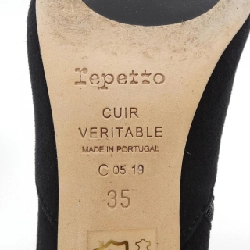 repetto
CUIR
VERITABLE
MADE IN PORTUGAL
C 05 19
35